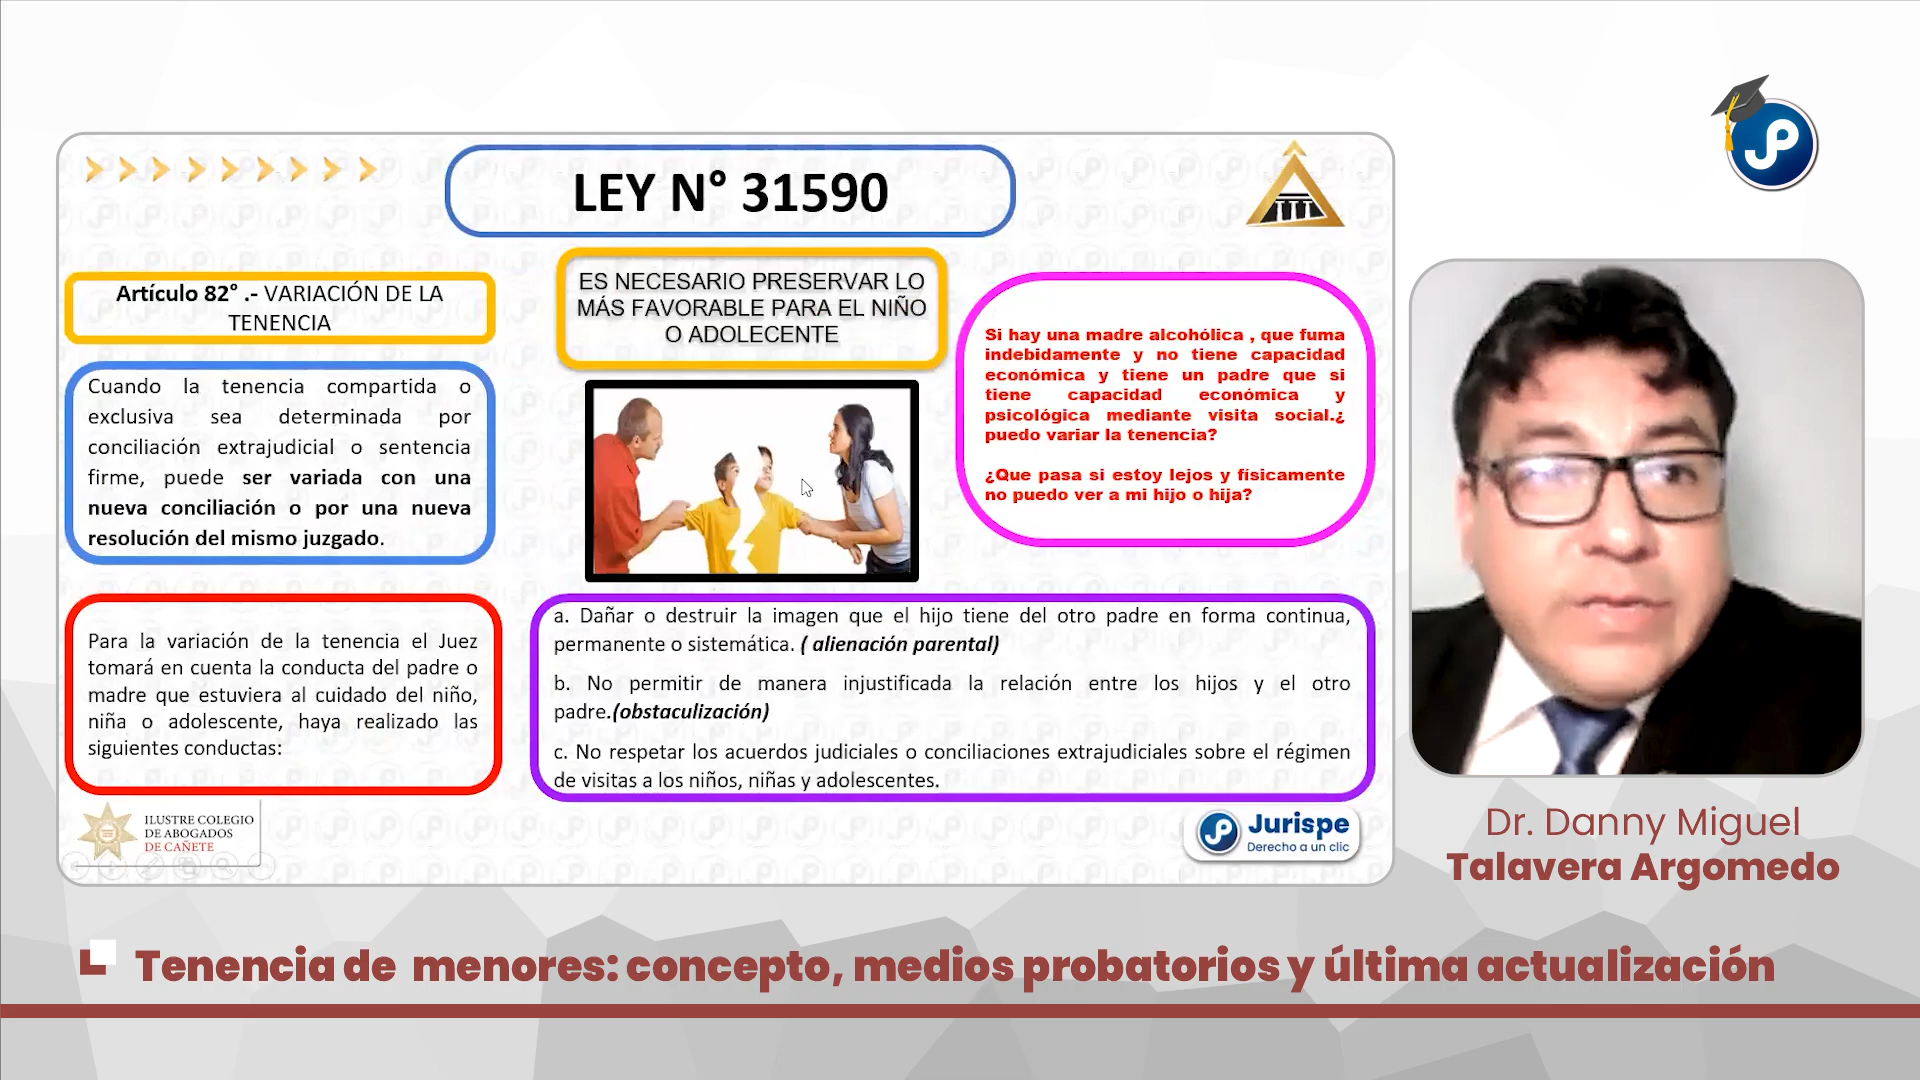 LEY N° 31590
Artículo 82° .- VARIACIÓN DE LA
TENENCIA
Cuando la tenencia compartida o
exclusiva sea determinada por
conciliación extrajudicial o sentencia
firme, puede ser variada con una
nueva conciliación o por una nueva
resolución del mismo juzgado.
Para la variación de la tenencia el Juez
tomará en cuenta la conducta del padre o
madre que estuviera al cuidado del niño,
niña o adolescente, haya realizado las
siguientes conductas:
ES NECESARIO PRESERVAR LO
MÁS FAVORABLE PARA EL NIÑO
O ADOLECENTE
Si hay una madre alcohólica , que fuma
indebidamente y no tiene capacidad
económica y tiene un padre que si
tiene capacidad económica y
psicológica mediante visita social.¿
puedo variar la tenencia?
¿Que pasa si estoy lejos y físicamente
no puedo ver a mi hijo o hija?
a. Dañar o destruir la imagen que el hijo tiene del otro padre en forma continua,
permanente o sistemática. ( alienación parental)
b. No permitir de manera injustificada la relación entre los hijos y el otro
padre.(obstaculización)
c. No respetar los acuerdos judiciales o conciliaciones extrajudiciales sobre el régimen
de visitas a los niños, niñas y adolescentes.
ILUSTRE COLEGIO
DE ABOGADOS
DE CAÑETE
JP Jurispe
Derecho a un clic
JP
Dr. Danny Miguel
Talavera Argomedo
Tenencia de menores: concepto, medios probatorios y última actualización